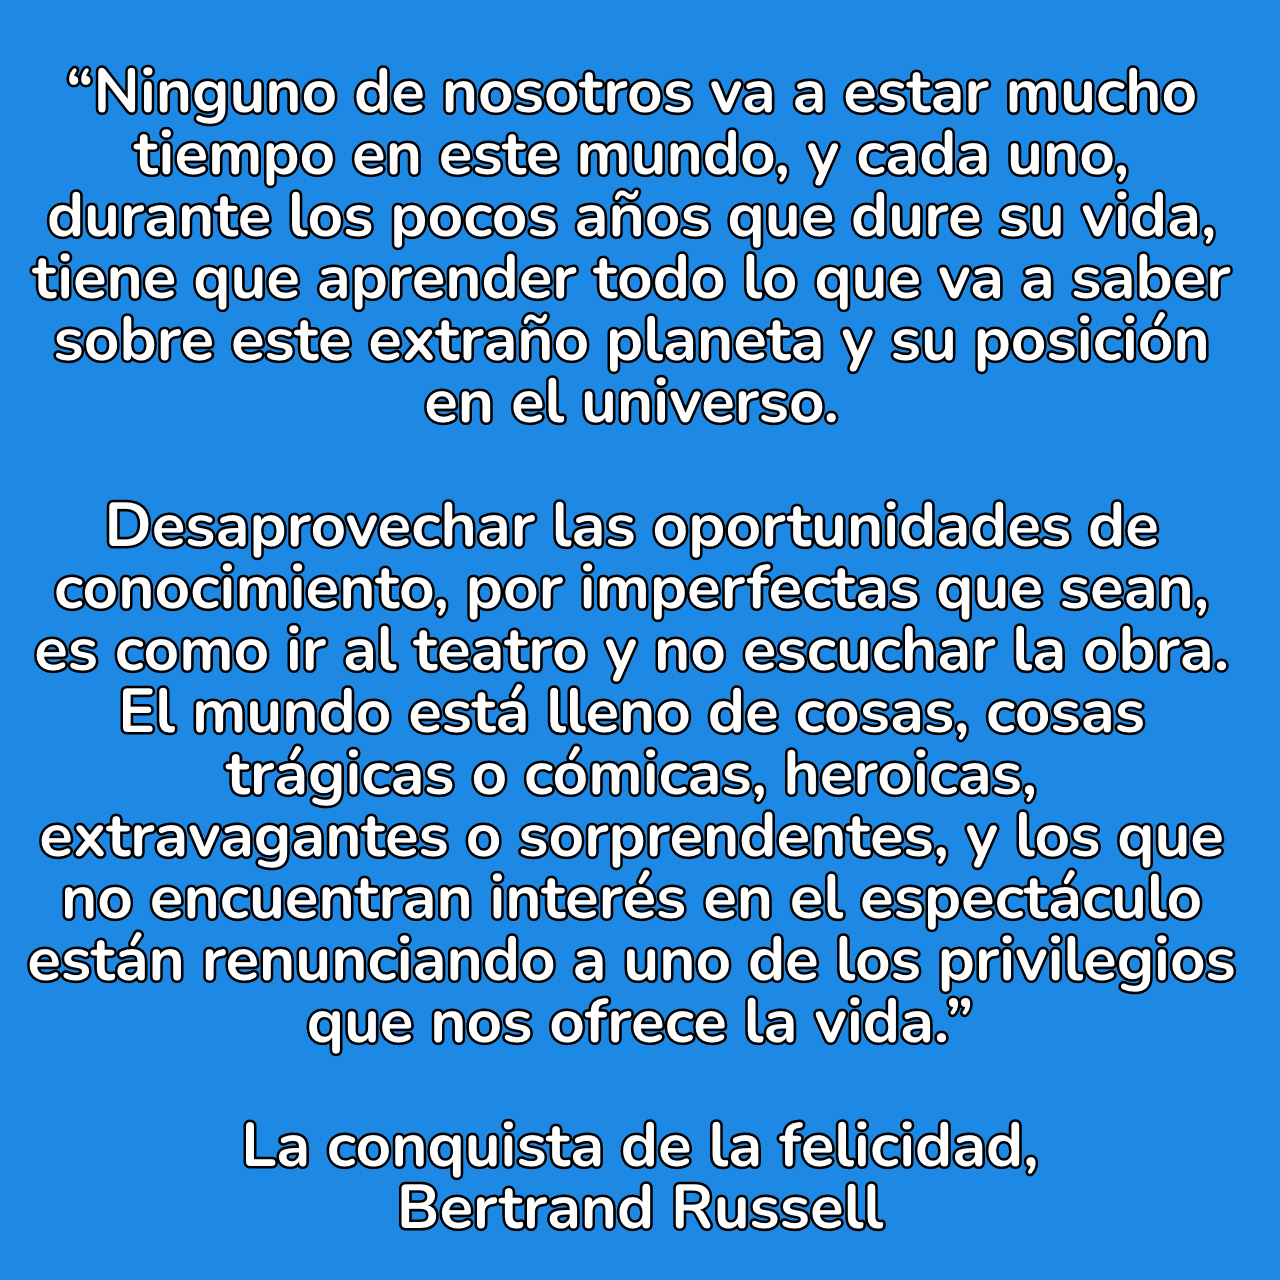 “Ninguno de nosotros va a estar mucho
tiempo en este mundo, y cada uno,
durante los pocos años que dure su vida,
tiene que aprender todo lo que va a saber
sobre este extraño planeta y su posición
en el universo.
Desaprovechar las oportunidades de
conocimiento, por imperfectas que sean,
es como ir al teatro y no escuchar la obra.
El mundo está lleno de cosas, cosas
trágicas o cómicas, heroicas,
extravagantes o sorprendentes, y los que
no encuentran interés en el espectáculo
están renunciando a uno de los privilegios
que nos ofrece la vida.”
La conquista de la felicidad,
Bertrand Russell